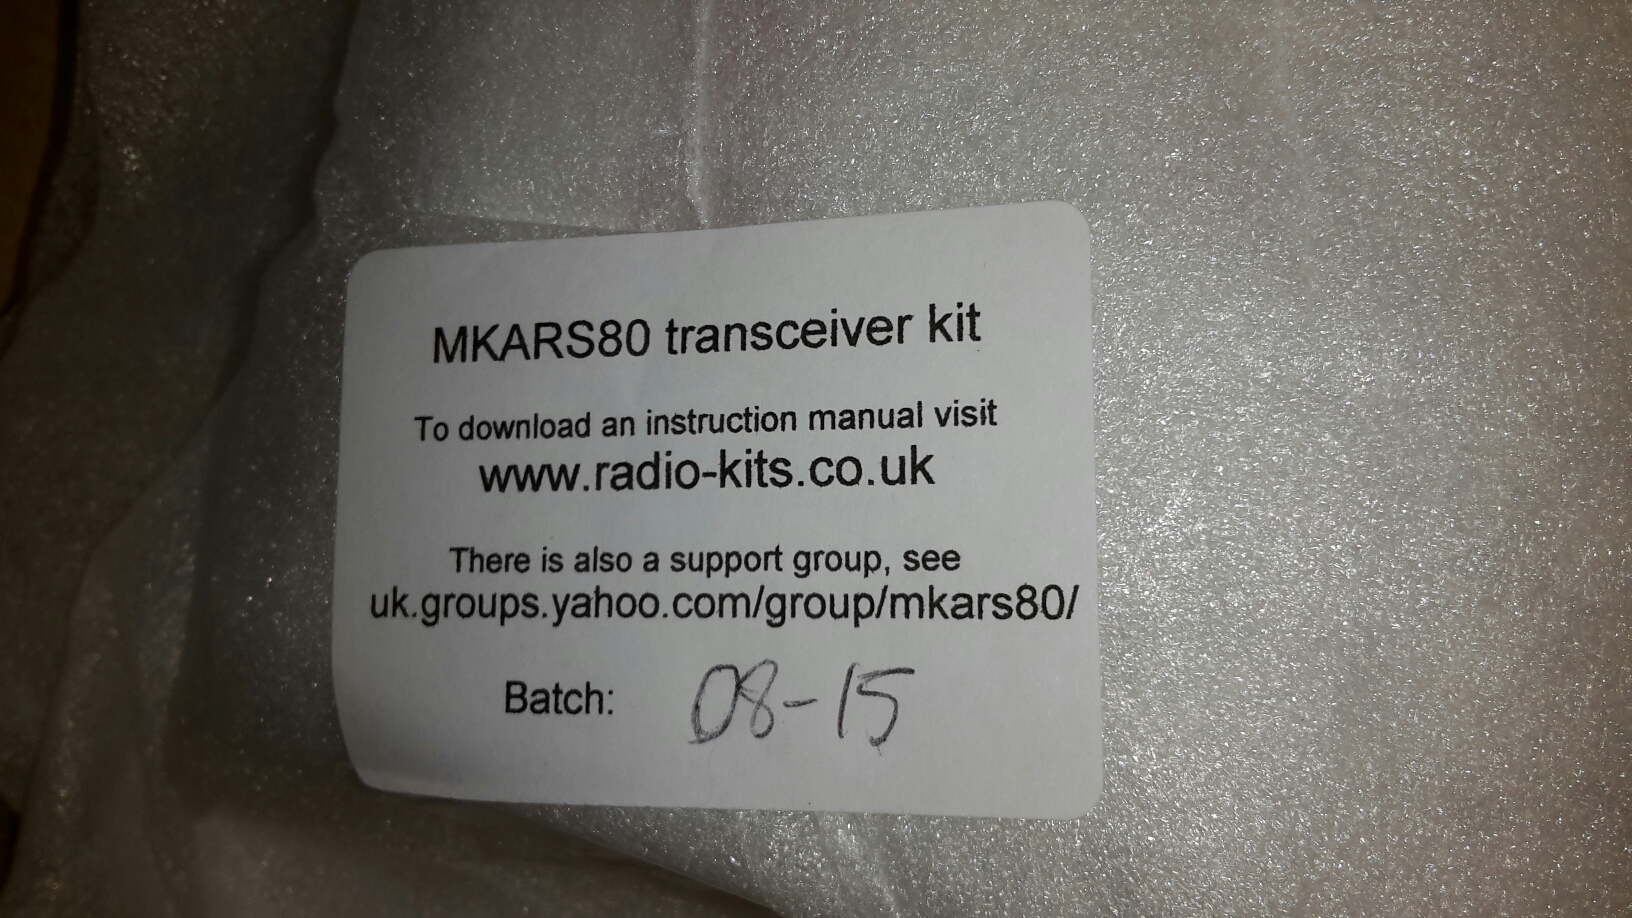 MKARS80 transceiver kit
To download an instruction manual visit
www.radio-kits.co.uk
There is also a support group, see
uk.groups.yahoo.com/group/mkars80/
Batch: 08-15